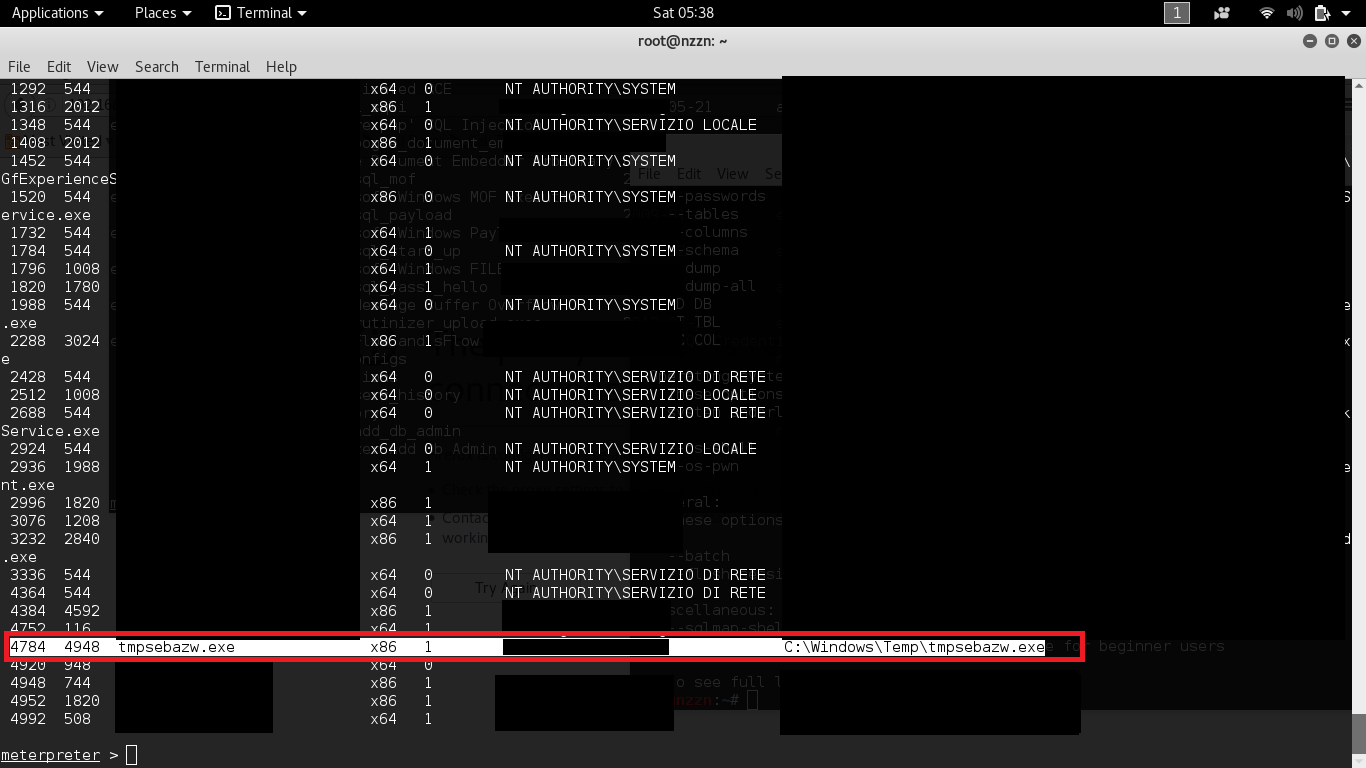 Applications Places Terminal Sat 05:38 1
root@nzzn: ~
File Edit View Search Terminal Help
1292 544 x64 0 NT AUTHORITY\SYSTEM
1316 2012 x86 1
1348 544 x64 0 NT AUTHORITY\SERVIZIO LOCALE
1408 2012 x86 1
1452 544 x64 0 NT AUTHORITY\SYSTEM \
GfExperienceS
1520 544 x86 0 NT AUTHORITY\SYSTEM S
ervice.exe
1732 544 x64 1
1784 544 x64 0 NT AUTHORITY\SYSTEM
1796 1008 x64 1
1820 1780 x64 1
1988 544 x64 0 NT AUTHORITY\SYSTEM e
.exe
2288 3024 x86 1 x
e
2428 544 x64 0 NT AUTHORITY\SERVIZIO DI RETE
2512 1008 x64 0 NT AUTHORITY\SERVIZIO LOCALE
2688 544 x64 0 NT AUTHORITY\SERVIZIO DI RETE k
Service.exe
2924 544 x64 0 NT AUTHORITY\SERVIZIO LOCALE
2936 1988 x64 1 NT AUTHORITY\SYSTEM e
nt.exe
2996 1820 x86 1
3076 1208 x64 1
3232 2840 x86 1 d
.exe
3336 544 x64 0 NT AUTHORITY\SERVIZIO DI RETE
4364 544 x64 0 NT AUTHORITY\SERVIZIO DI RETE
4384 4592 x86 1
4752 116 x64 1
4784 4948 tmpsebazw.exe x86 1 C:\Windows\Temp\tmpsebazw.exe
4920 948 x64 0
4948 744 x86 1
4952 1820 x86 1
4992 508 x64 1
meterpreter >